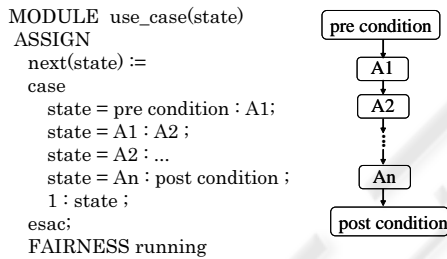 MODULE use_case(state)
ASSIGN
next(state) :=
case
state = pre condition : A1;
state = A1 : A2 ;
state = A2 : ...
state = An : post condition ;
1 : state ;
esac;
FAIRNESS running
pre condition
A1
A2
An
post condition